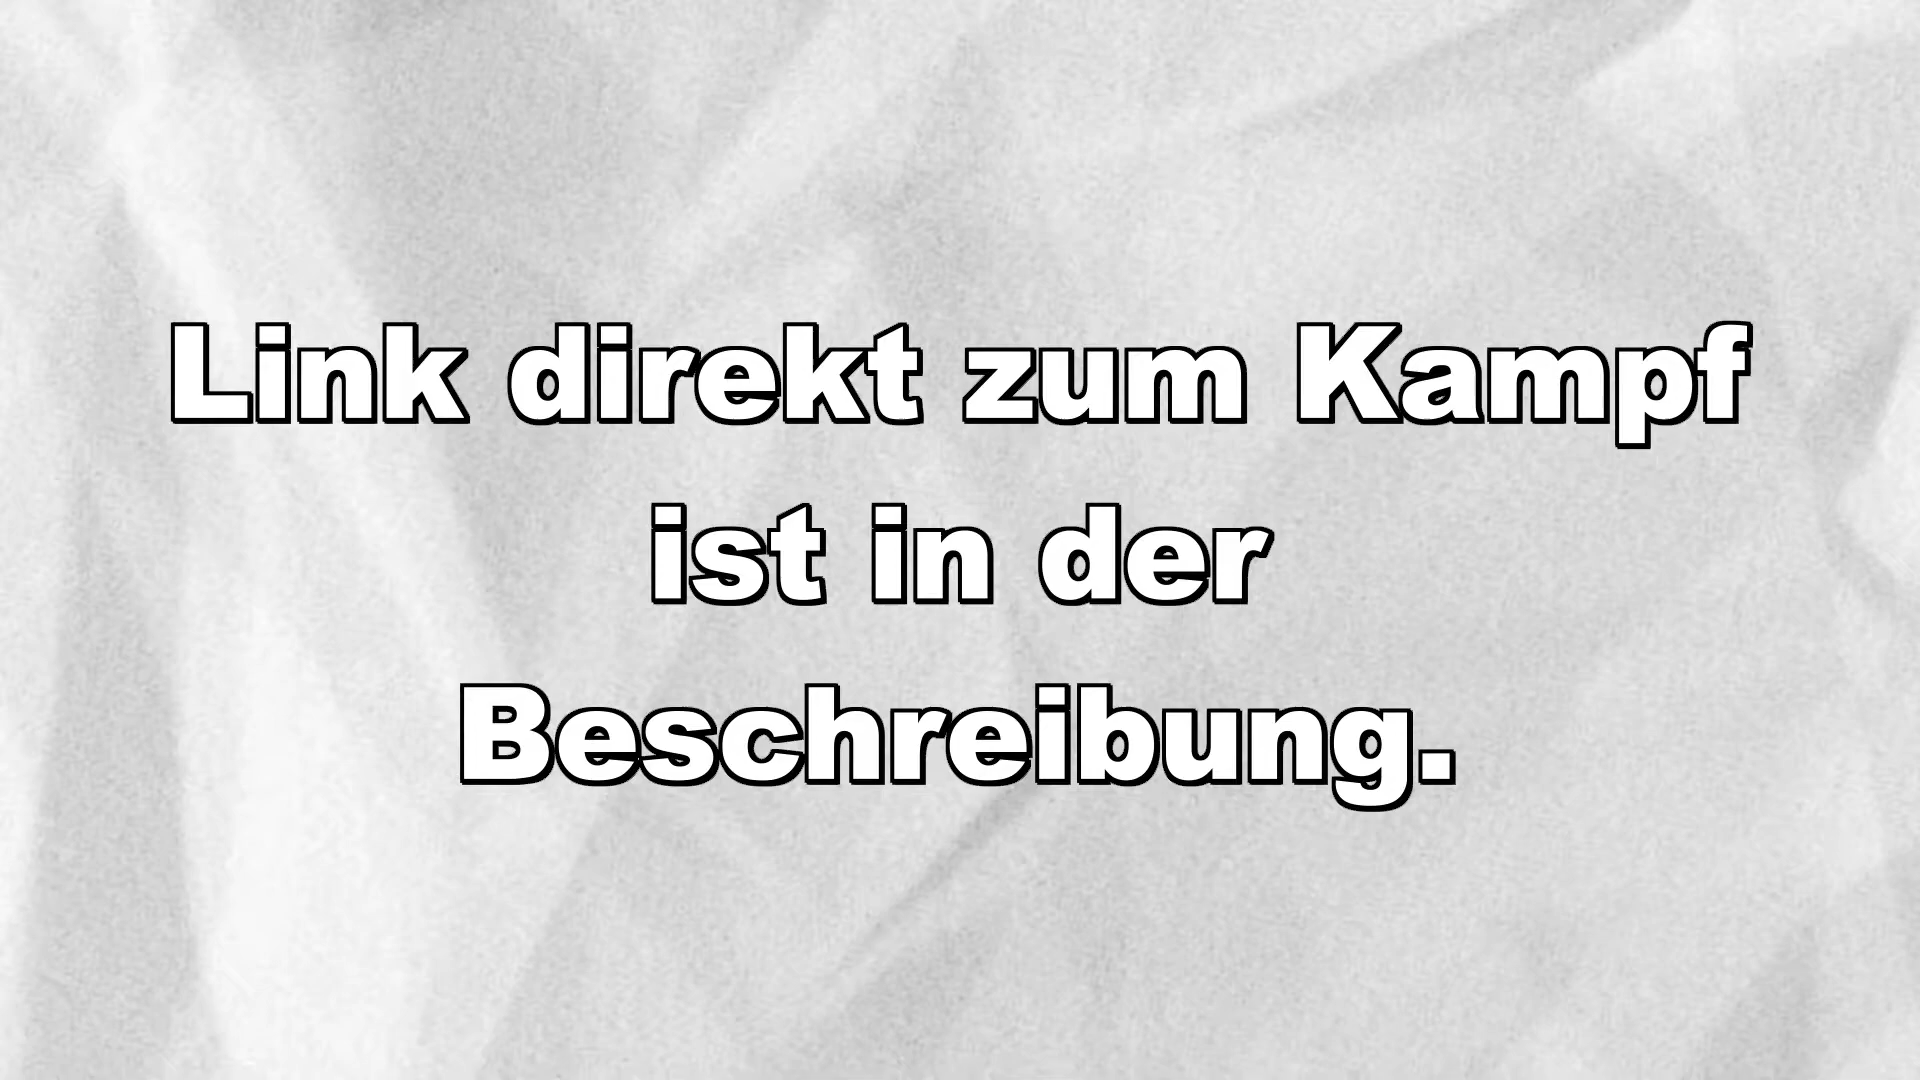 Link direkt zum Kampf
ist in der
Beschreibung.